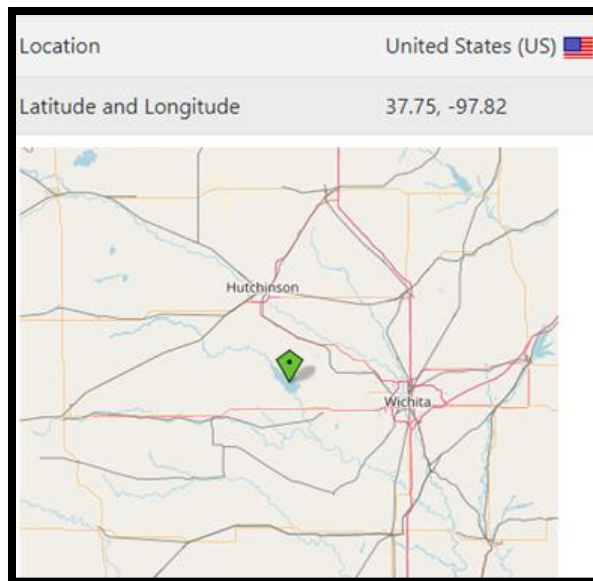 Location United States (US)
Latitude and Longitude 37.75, -97.82
Hutchinson
Wichita